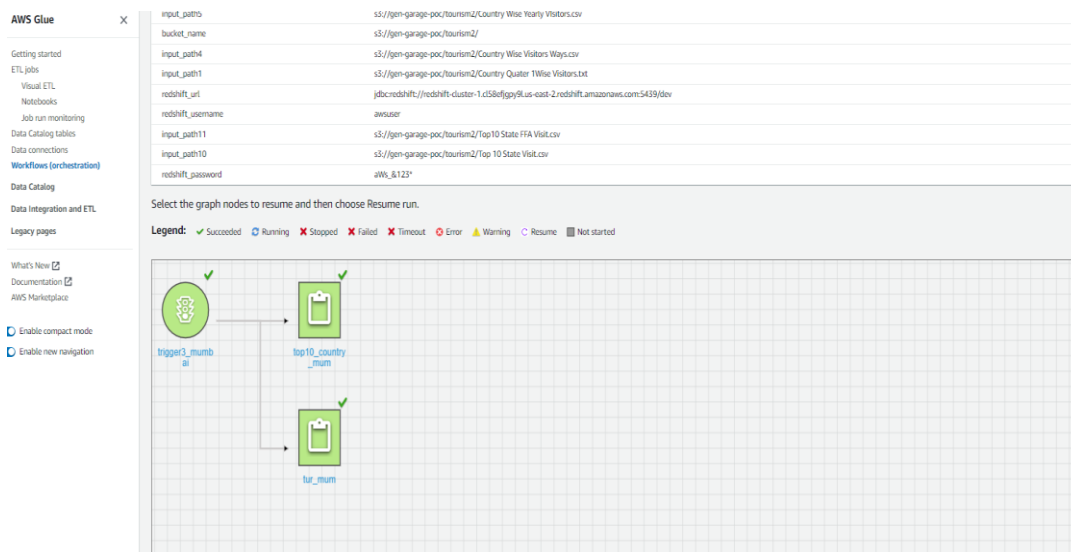 AWS Glue
Getting started
ETL jobs
Visual ETL
Notebooks
Job run monitoring
Data Catalog tables
Data connections
Workflows (orchestration)
Data Catalog
Data Integration and ETL
Legacy pages
What's New
Documentation
AWS Marketplace
Enable compact mode
Enable new navigation
input_path5 s3://gen-garage-poc/tourism2/Country Wise Yearly Visitors.csv
bucket_name s3://gen-garage-poc/tourism2/
input_path4 s3://gen-garage-poc/tourism2/Country Wise Visitors Ways.csv
input_path1 s3://gen-garage-poc/tourism2/Country Quater 1Wise Visitors.txt
redshift_url jdbc:redshift://redshift-cluster-1.cl58efjgpy9l.us-east-2.redshift.amazonaws.com:5439/dev
redshift_username awsuser
input_path11 s3://gen-garage-poc/tourism2/Top10 State FFA Visit.csv
input_path10 s3://gen-garage-poc/tourism2/Top 10 State Visit.csv
redshift_password aWs_&123*
Select the graph nodes to resume and then choose Resume run.
Legend: Succeeded Running Stopped Failed Timeout Error Warning Resume Not started
trigger3_mumb
ai
top10_country
_mum
tur_mum